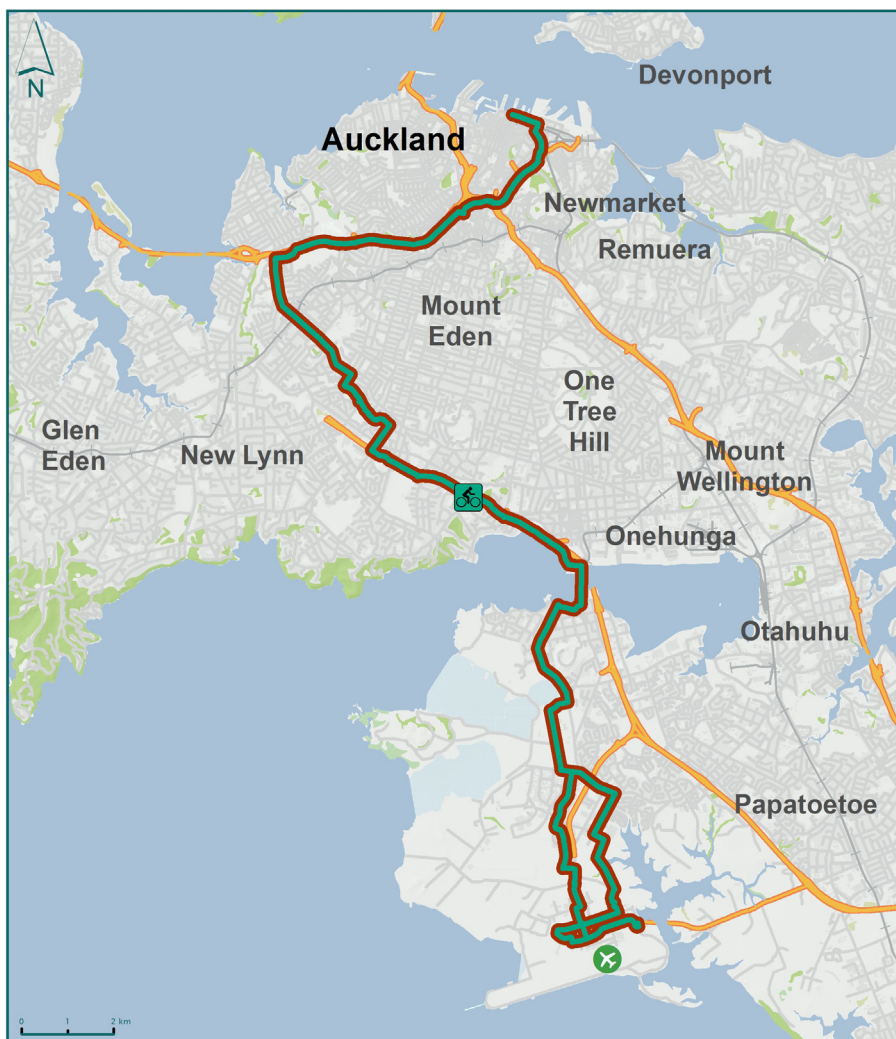 Devonport
N
Auckland
Newmarket
Remuera
Mount
Eden
One
Tree
Hill
Glen
Eden
New Lynn
Mount
Wellington
Onehunga
Otahuhu
Papatoetoe
0 1 2 km